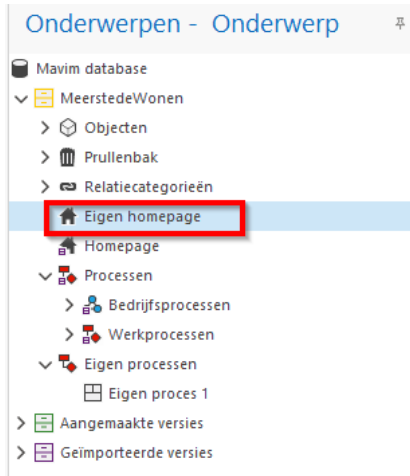 Onderwerpen - Onderwerp
Mavim database
MeerstedeWonen
Objecten
Prullenbak
Relatiecategorieën
Eigen homepage
Homepage
Processen
Bedrijfsprocessen
Werkprocessen
Eigen processen
Eigen proces 1
Aangemaakte versies
Geïmporteerde versies